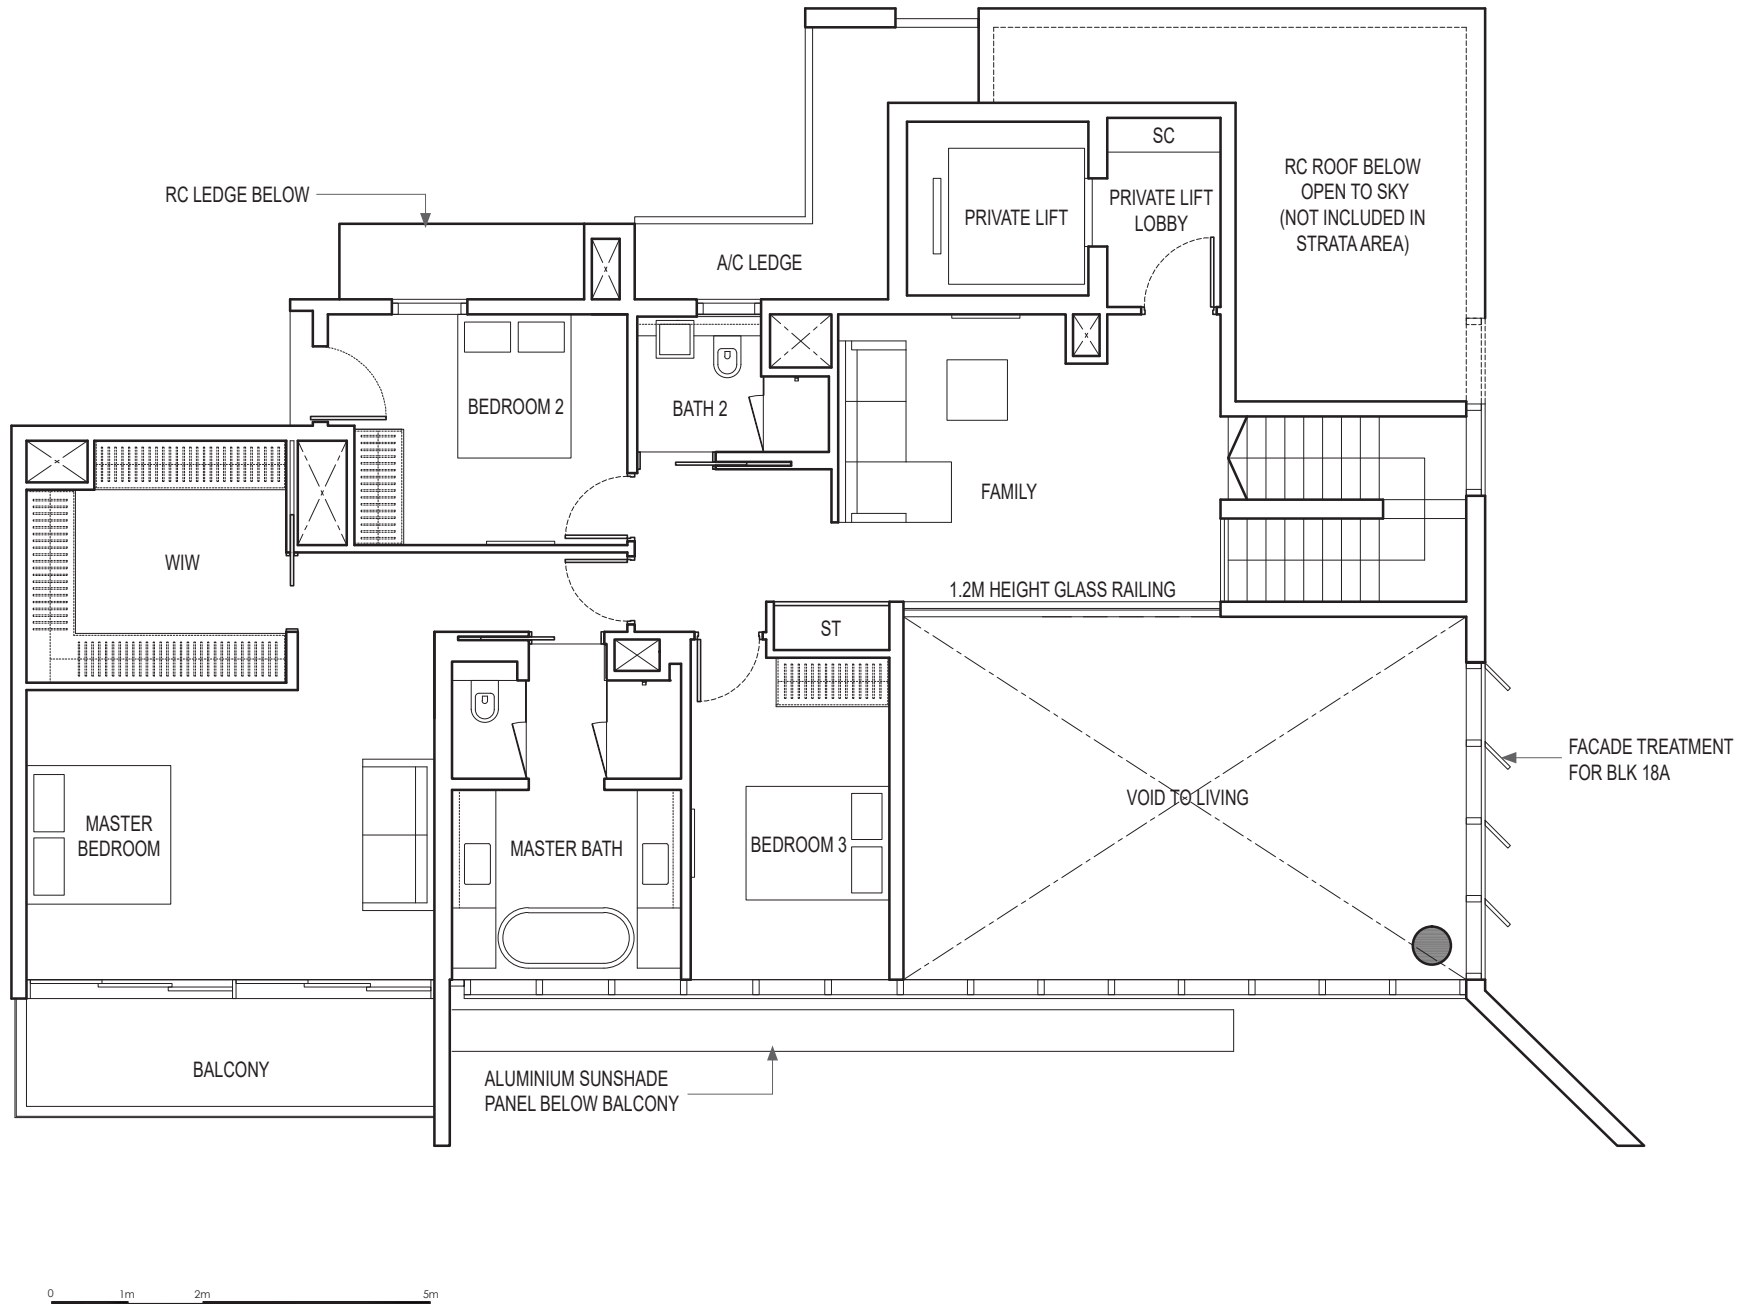 SC
RC ROOF BELOW
OPEN TO SKY
(NOT INCLUDED IN
STRATA AREA)
RC LEDGE BELOW
PRIVATE LIFT
PRIVATE LIFT
LOBBY
A/C LEDGE
BEDROOM 2
BATH 2
FAMILY
WIW
1.2M HEIGHT GLASS RAILING
ST
FACADE TREATMENT
FOR BLK 18A
VOID TO LIVING
MASTER
BEDROOM
MASTER BATH
BEDROOM 3
BALCONY
ALUMINIUM SUNSHADE
PANEL BELOW BALCONY
0 1m 2m 5m